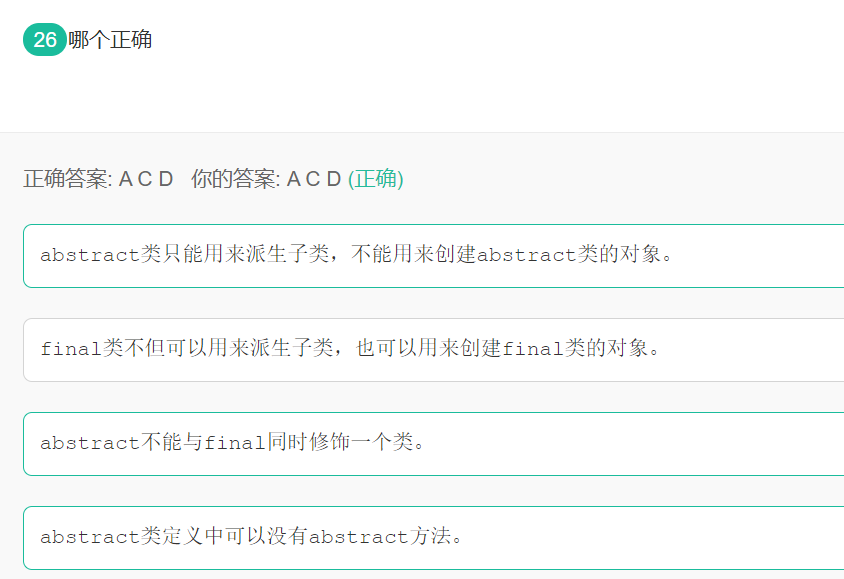 26 哪个正确
正确答案: A C D 你的答案: A C D (正确)
abstract类只能用来派生子类，不能用来创建abstract类的对象。
final类不但可以用来派生子类，也可以用来创建final类的对象。
abstract不能与final同时修饰一个类。
abstract类定义中可以没有abstract方法。